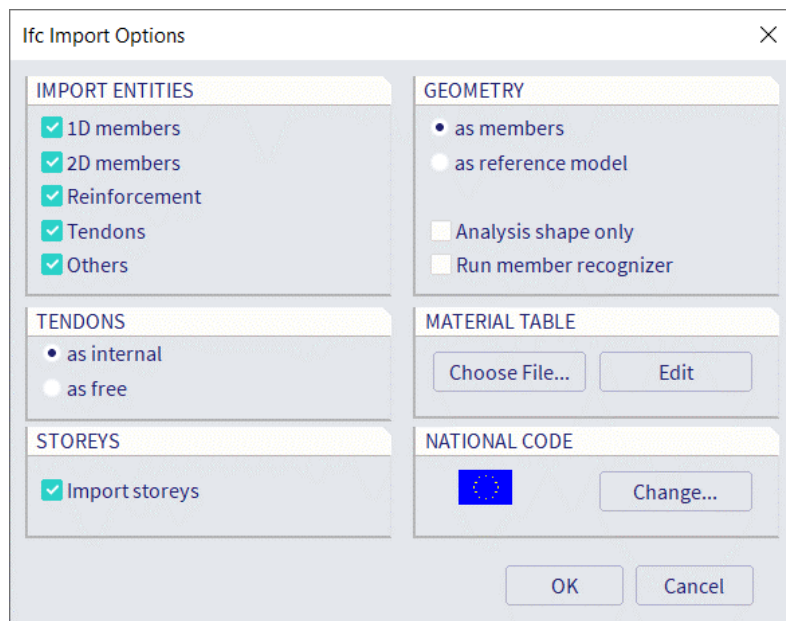 Ifc Import Options
IMPORT ENTITIES
1D members
2D members
Reinforcement
Tendons
Others
GEOMETRY
as members
as reference model
Analysis shape only
Run member recognizer
TENDONS
as internal
as free
MATERIAL TABLE
Choose File...
Edit
STOREYS
Import storeys
NATIONAL CODE
Change...
OK
Cancel